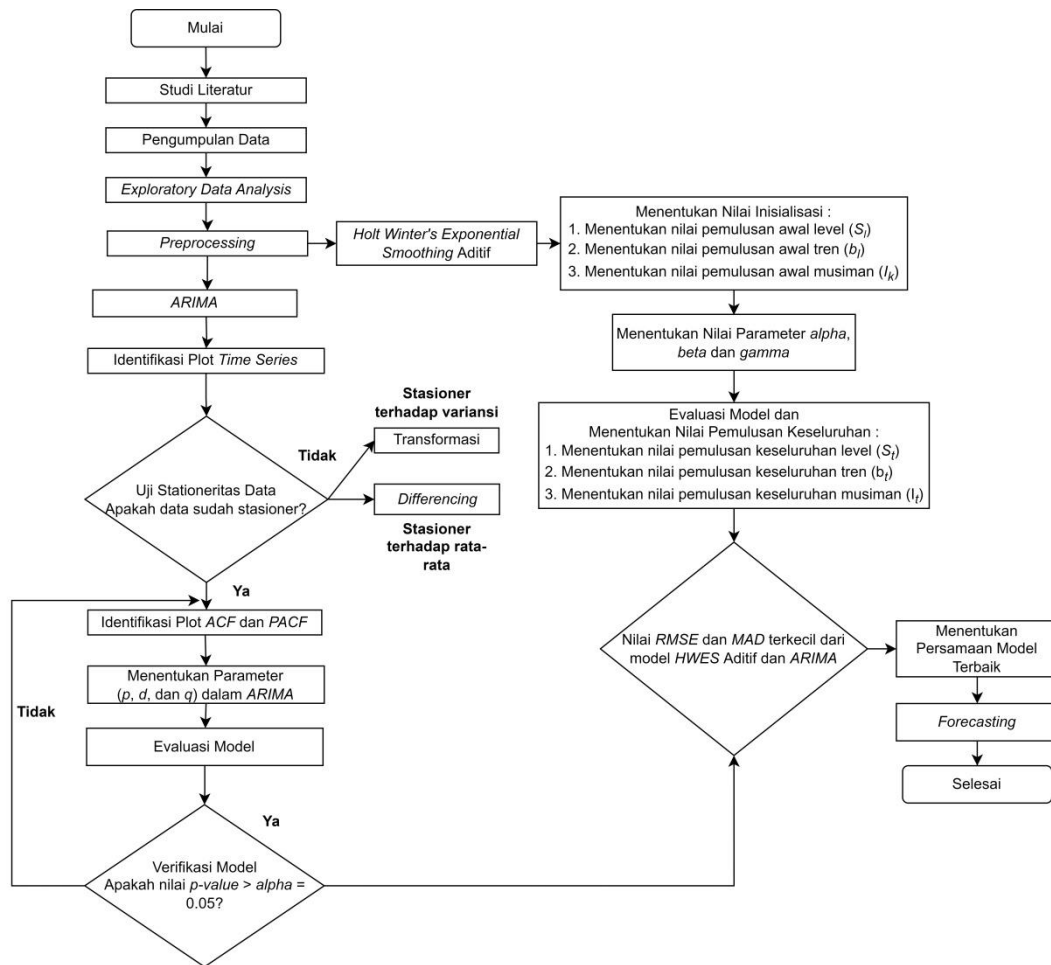 Mulai
Studi Literatur
Pengumpulan Data
Exploratory Data Analysis
Preprocessing
ARIMA
Identifikasi Plot Time Series
Uji Stationeritas Data
Apakah data sudah stasioner?
Tidak
Stasioner
terhadap variansi
Transformasi
Differencing
Stasioner
terhadap rata-
rata
Ya
Identifikasi Plot ACF dan PACF
Menentukan Parameter
(p, d, dan q) dalam ARIMA
Tidak
Evaluasi Model
Ya
Verifikasi Model
Apakah nilai p-value > alpha =
0.05?
Holt Winter's Exponential
Smoothing Aditif
Menentukan Nilai Inisialisasi :
1. Menentukan nilai pemulusan awal level (S_l)
2. Menentukan nilai pemulusan awal tren (b_l)
3. Menentukan nilai pemulusan awal musiman (I_k)
Menentukan Nilai Parameter alpha,
beta dan gamma
Evaluasi Model dan
Menentukan Nilai Pemulusan Keseluruhan :
1. Menentukan nilai pemulusan keseluruhan level (S_t)
2. Menentukan nilai pemulusan keseluruhan tren (b_t)
3. Menentukan nilai pemulusan keseluruhan musiman (I_t)
Nilai RMSE dan MAD terkecil dari
model HWES Aditif dan ARIMA
Menentukan
Persamaan Model
Terbaik
Forecasting
Selesai